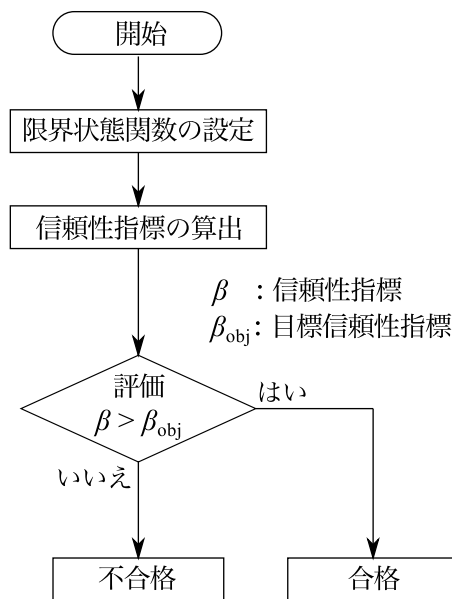 開始
限界状態関数の設定
信頼性指標の算出
β ：信頼性指標
βobj：目標信頼性指標
評価
β > βobj
はい
いいえ
不合格
合格